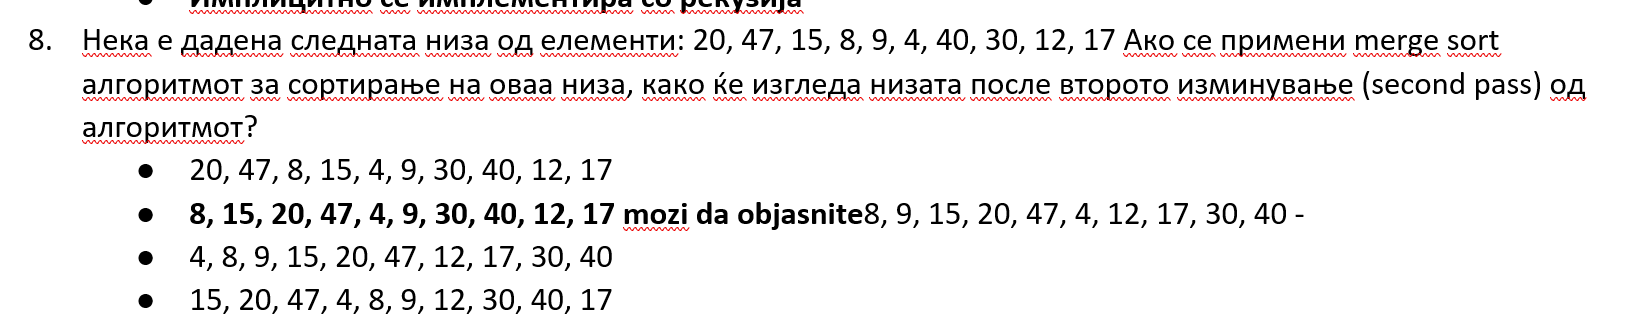 ● Имплицитно се имплементира со рекузија
8. Нека е дадена следната низа од елементи: 20, 47, 15, 8, 9, 4, 40, 30, 12, 17 Ако се примени merge sort
алгоритмот за сортирање на оваа низа, како ќе изгледа низата после второто изминување (second pass) од
алгоритмот?
● 20, 47, 8, 15, 4, 9, 30, 40, 12, 17
● 8, 15, 20, 47, 4, 9, 30, 40, 12, 17 mozi da objasnite8, 9, 15, 20, 47, 4, 12, 17, 30, 40 -
● 4, 8, 9, 15, 20, 47, 12, 17, 30, 40
● 15, 20, 47, 4, 8, 9, 12, 30, 40, 17